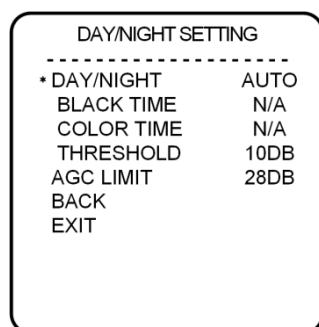 DAY/NIGHT SETTING
* DAY/NIGHT AUTO
BLACK TIME N/A
COLOR TIME N/A
THRESHOLD 10DB
AGC LIMIT 28DB
BACK
EXIT